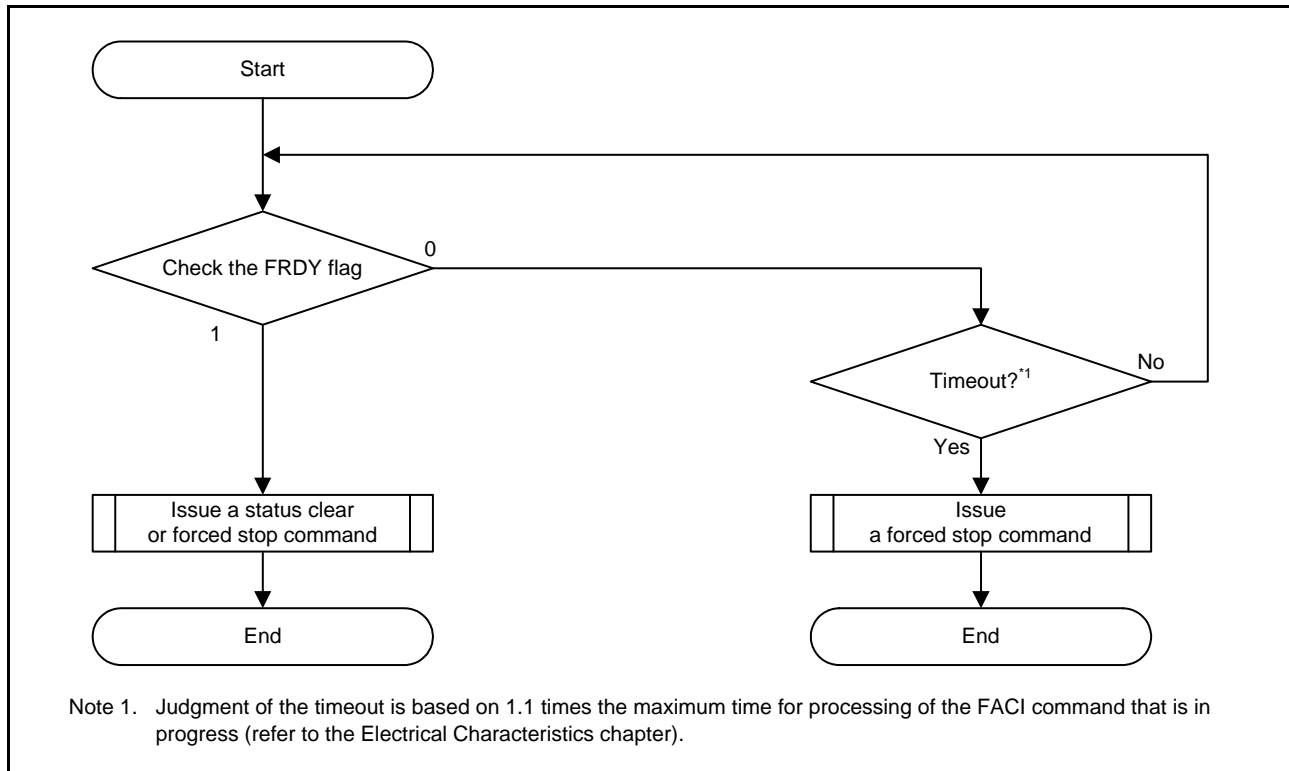 Start
Check the FRDY flag
0
1
Timeout?*1
No
Yes
Issue a status clear
or forced stop command
Issue
a forced stop command
End
End
Note 1. Judgment of the timeout is based on 1.1 times the maximum time for processing of the FACI command that is in
progress (refer to the Electrical Characteristics chapter).